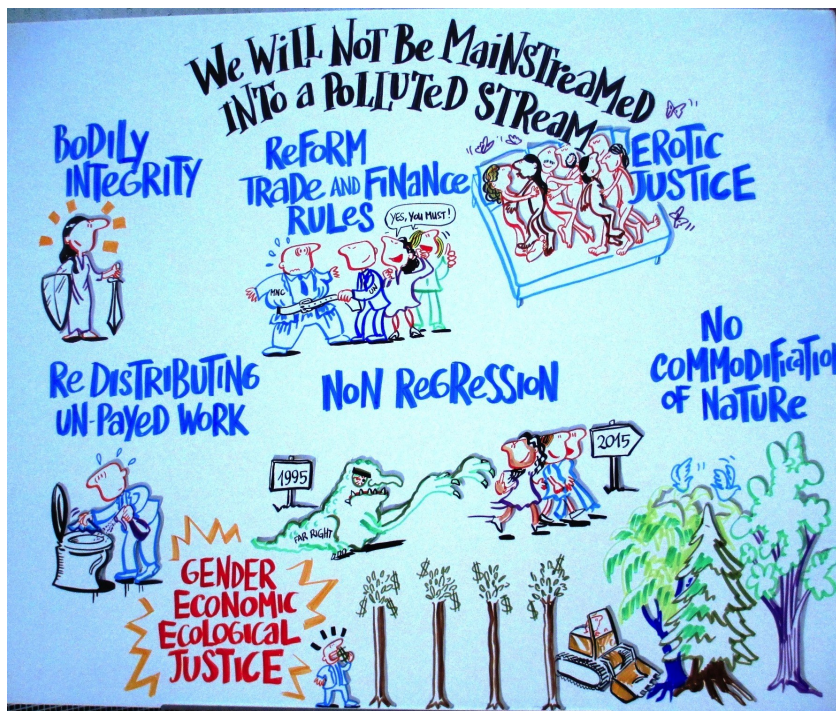 We Will Not Be Mainstreamed
Into a Polluted Stream
Bodily
Integrity
Reform
Trade and Finance
Rules
Yes, you must!
MNC
UN
Erotic
Justice
Re Distributing
Un-Payed Work
Non Regression
1995
2015
Far Right
No
Commodification
of Nature
Gender
Economic
Ecological
Justice
$ $
$ $
$ $
$ $